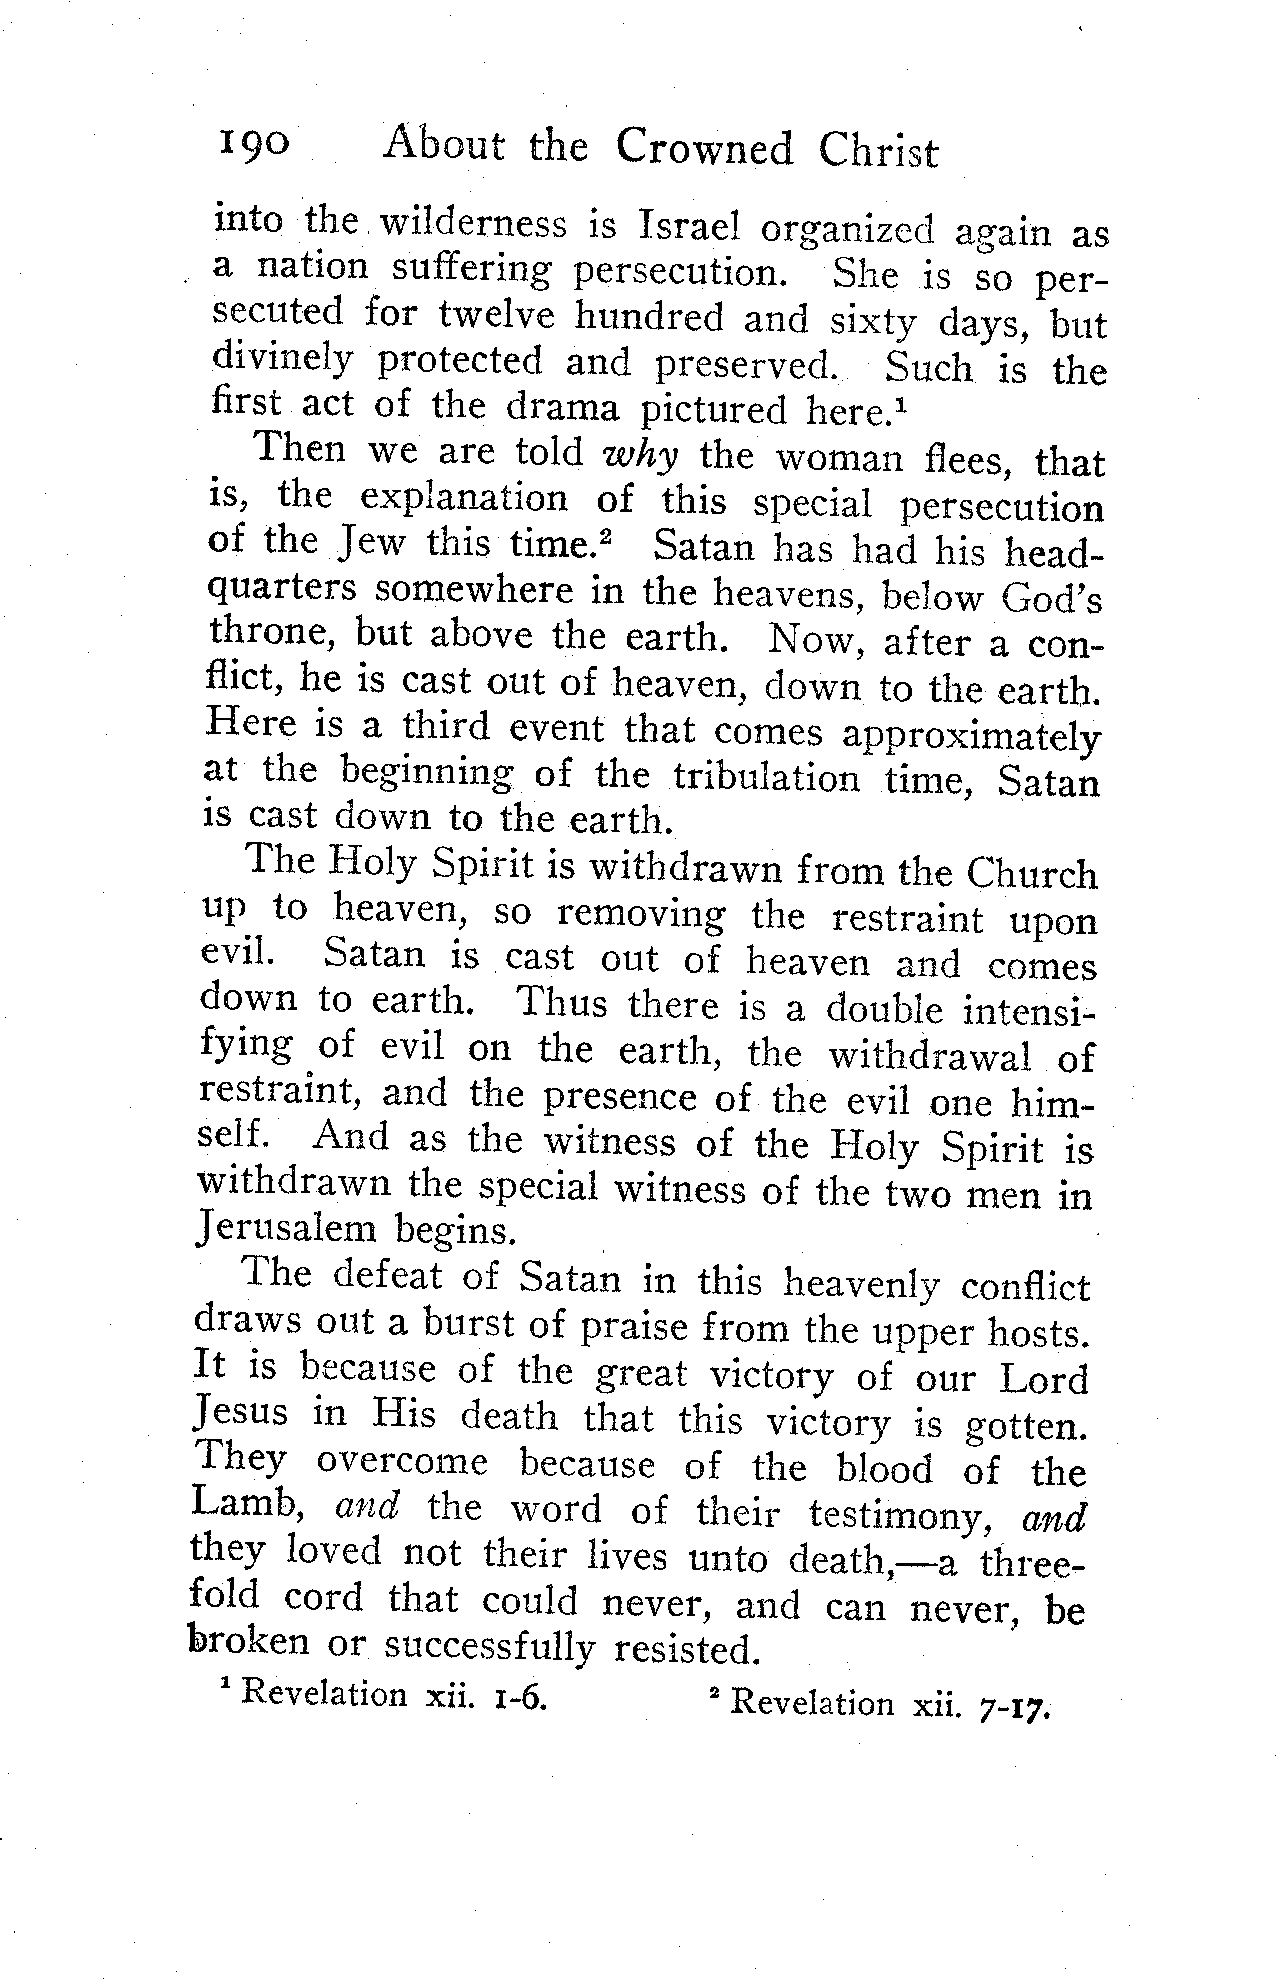 190 About the Crowned Christ
into the wilderness is Israel organized again as
a nation suffering persecution. She is so per-
secuted for twelve hundred and sixty days, but
divinely protected and preserved. Such is the
first act of the drama pictured here.¹
Then we are told why the woman flees, that
is, the explanation of this special persecution
of the Jew this time.² Satan has had his head-
quarters somewhere in the heavens, below God's
throne, but above the earth. Now, after a con-
flict, he is cast out of heaven, down to the earth.
Here is a third event that comes approximately
at the beginning of the tribulation time, Satan
is cast down to the earth.
The Holy Spirit is withdrawn from the Church
up to heaven, so removing the restraint upon
evil. Satan is cast out of heaven and comes
down to earth. Thus there is a double intensi-
fying of evil on the earth, the withdrawal of
restraint, and the presence of the evil one him-
self. And as the witness of the Holy Spirit is
withdrawn the special witness of the two men in
Jerusalem begins.
The defeat of Satan in this heavenly conflict
draws out a burst of praise from the upper hosts.
It is because of the great victory of our Lord
Jesus in His death that this victory is gotten.
They overcome because of the blood of the
Lamb, and the word of their testimony, and
they loved not their lives unto death,—a three-
fold cord that could never, and can never, be
broken or successfully resisted.
¹ Revelation xii. 1-6. ² Revelation xii. 7-17.